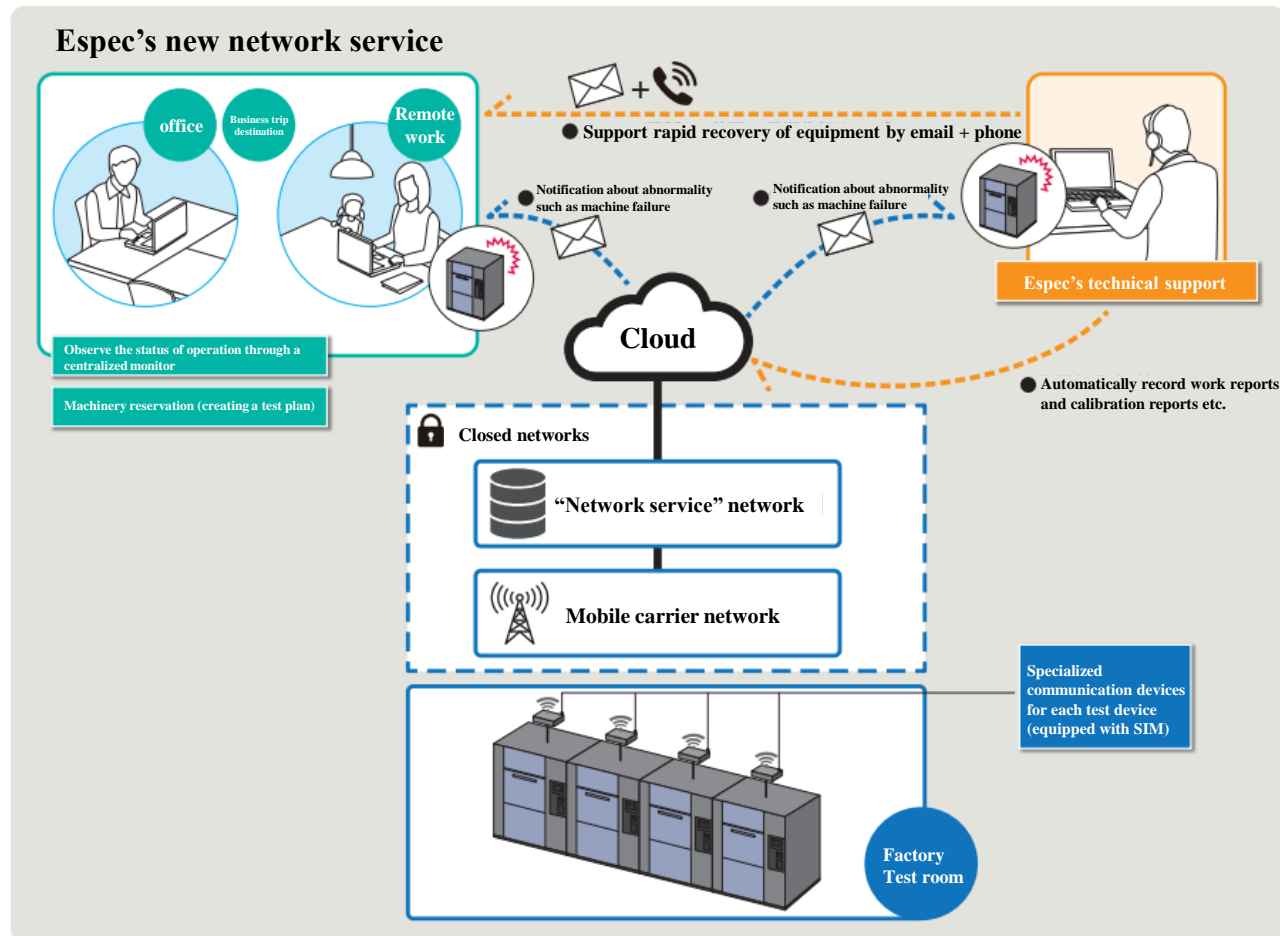 Espec’s new network service
office
Business trip
destination
Remote
work
+
● Support rapid recovery of equipment by email + phone
● Notification about abnormality
such as machine failure
● Notification about abnormality
such as machine failure
Espec’s technical support
Cloud
Observe the status of operation through a
centralized monitor
Machinery reservation (creating a test plan)
● Automatically record work reports
and calibration reports etc.
Closed networks
“Network service” network
Mobile carrier network
Specialized
communication devices
for each test device
(equipped with SIM)
Factory
Test room